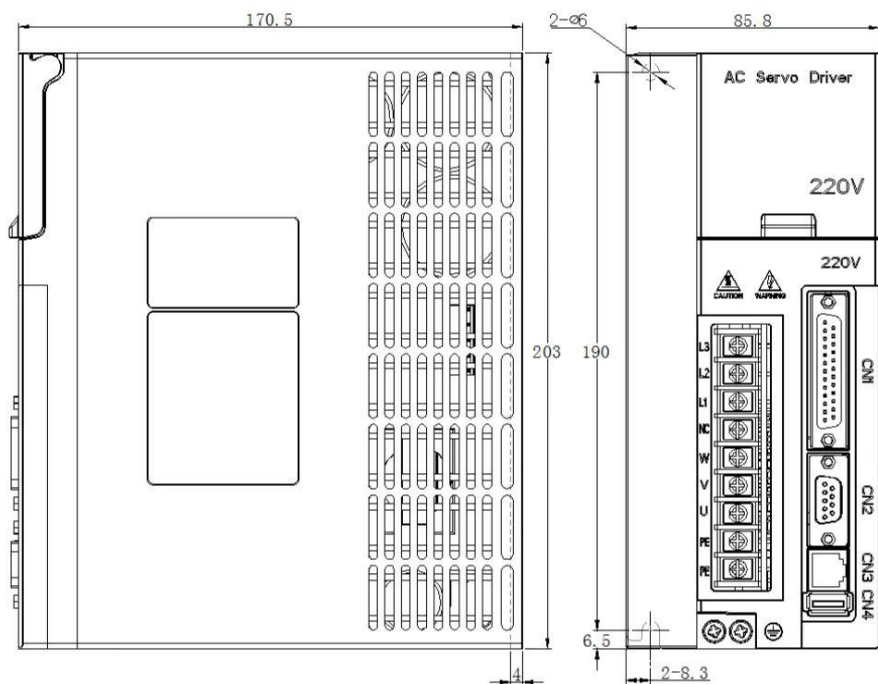 170.5
2-⌀6
85.8
AC Servo Driver
220V
220V
CAUTION WARNING
L3
L2
L1
NC
W
V
U
PE
PE
CN1
CN2
CN3 CN4
203
190
6.5
4
2-8.3